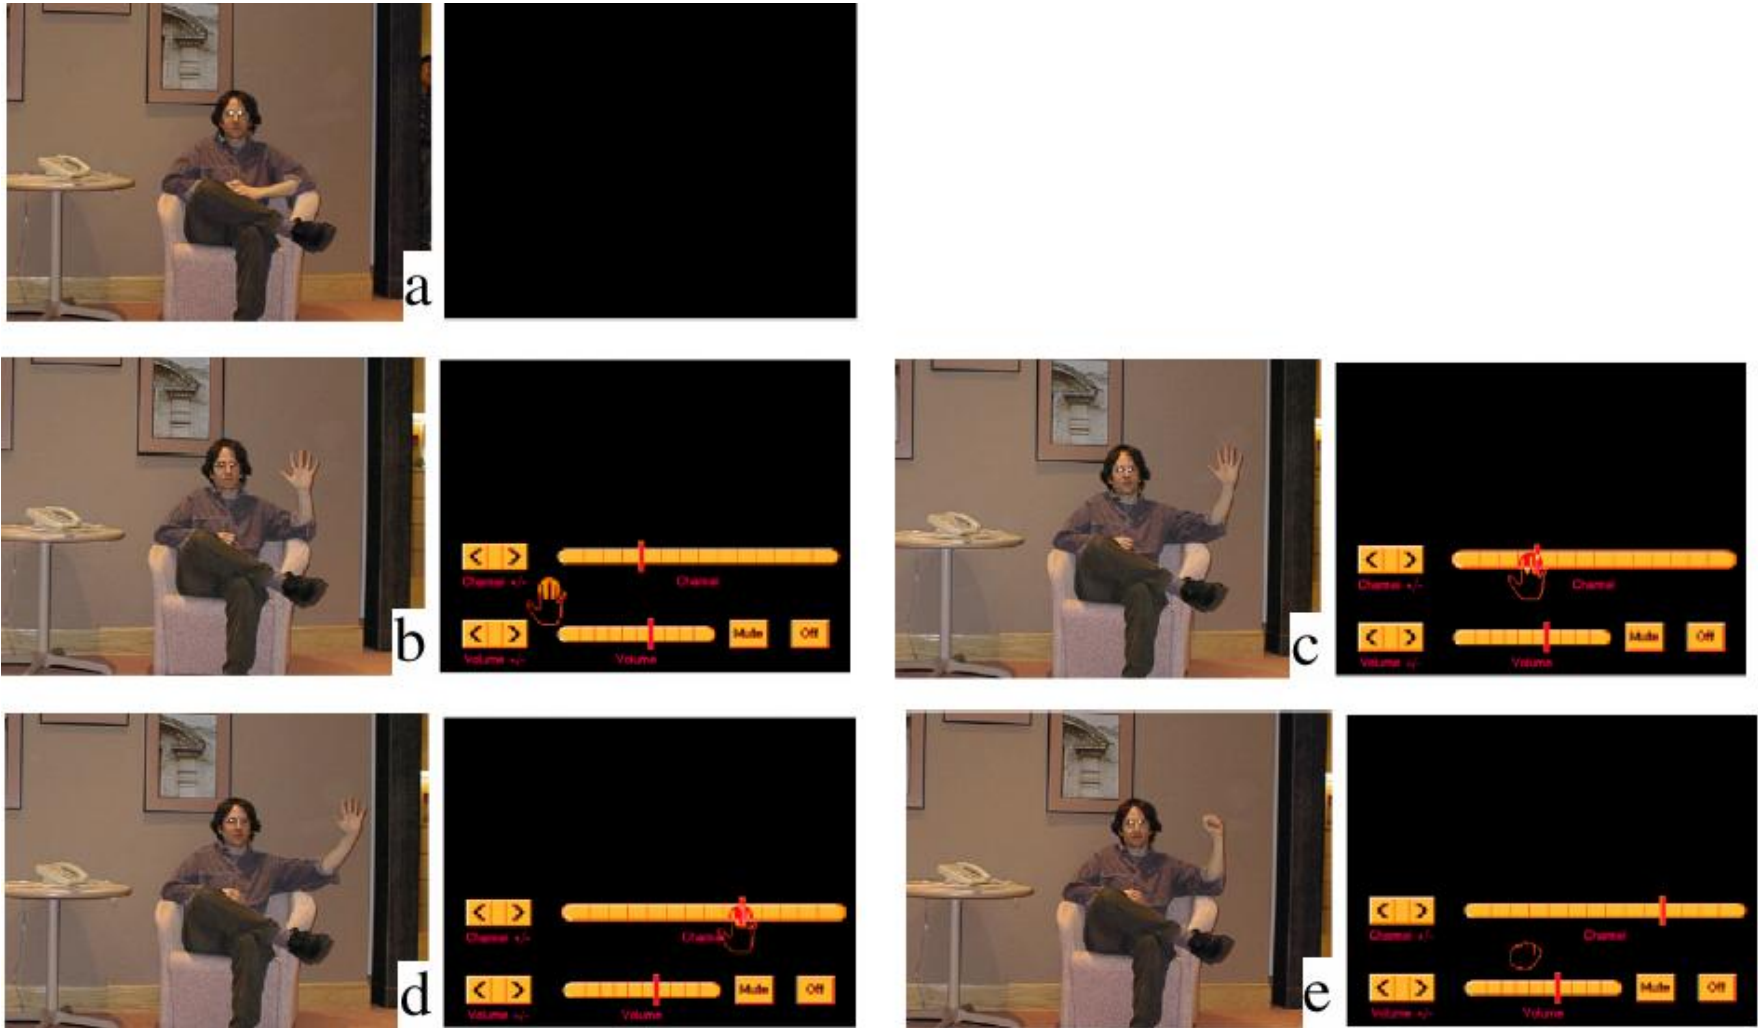 a
Channel +/-
Channel
Mute
Off
b
Volume +/-
Volume
Channel +/-
Channel
Mute
Off
c
Volume +/-
Volume
Channel +/-
Channel
Mute
Off
d
Volume +/-
Volume
Channel +/-
Channel
Mute
Off
e
Volume +/-
Volume